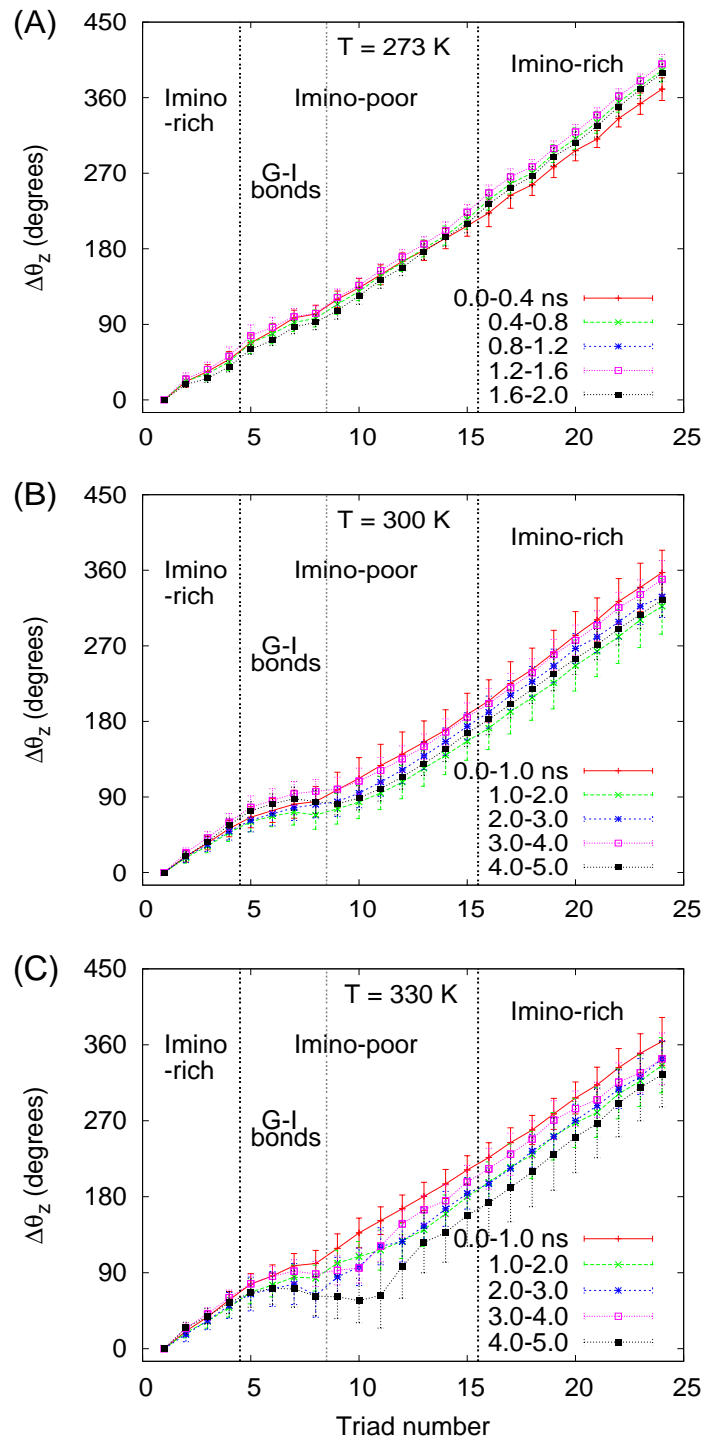 (A)
450
360
270
180
90
0
Δθz (degrees)
T = 273 K
Imino
-rich
Imino-poor
Imino-rich
G-I
bonds
0.0-0.4 ns
0.4-0.8
0.8-1.2
1.2-1.6
1.6-2.0
0 5 10 15 20 25
(B)
450
360
270
180
90
0
Δθz (degrees)
T = 300 K
Imino
-rich
Imino-poor
Imino-rich
G-I
bonds
0.0-1.0 ns
1.0-2.0
2.0-3.0
3.0-4.0
4.0-5.0
0 5 10 15 20 25
(C)
450
360
270
180
90
0
Δθz (degrees)
T = 330 K
Imino
-rich
Imino-poor
Imino-rich
G-I
bonds
0.0-1.0 ns
1.0-2.0
2.0-3.0
3.0-4.0
4.0-5.0
0 5 10 15 20 25
Triad number